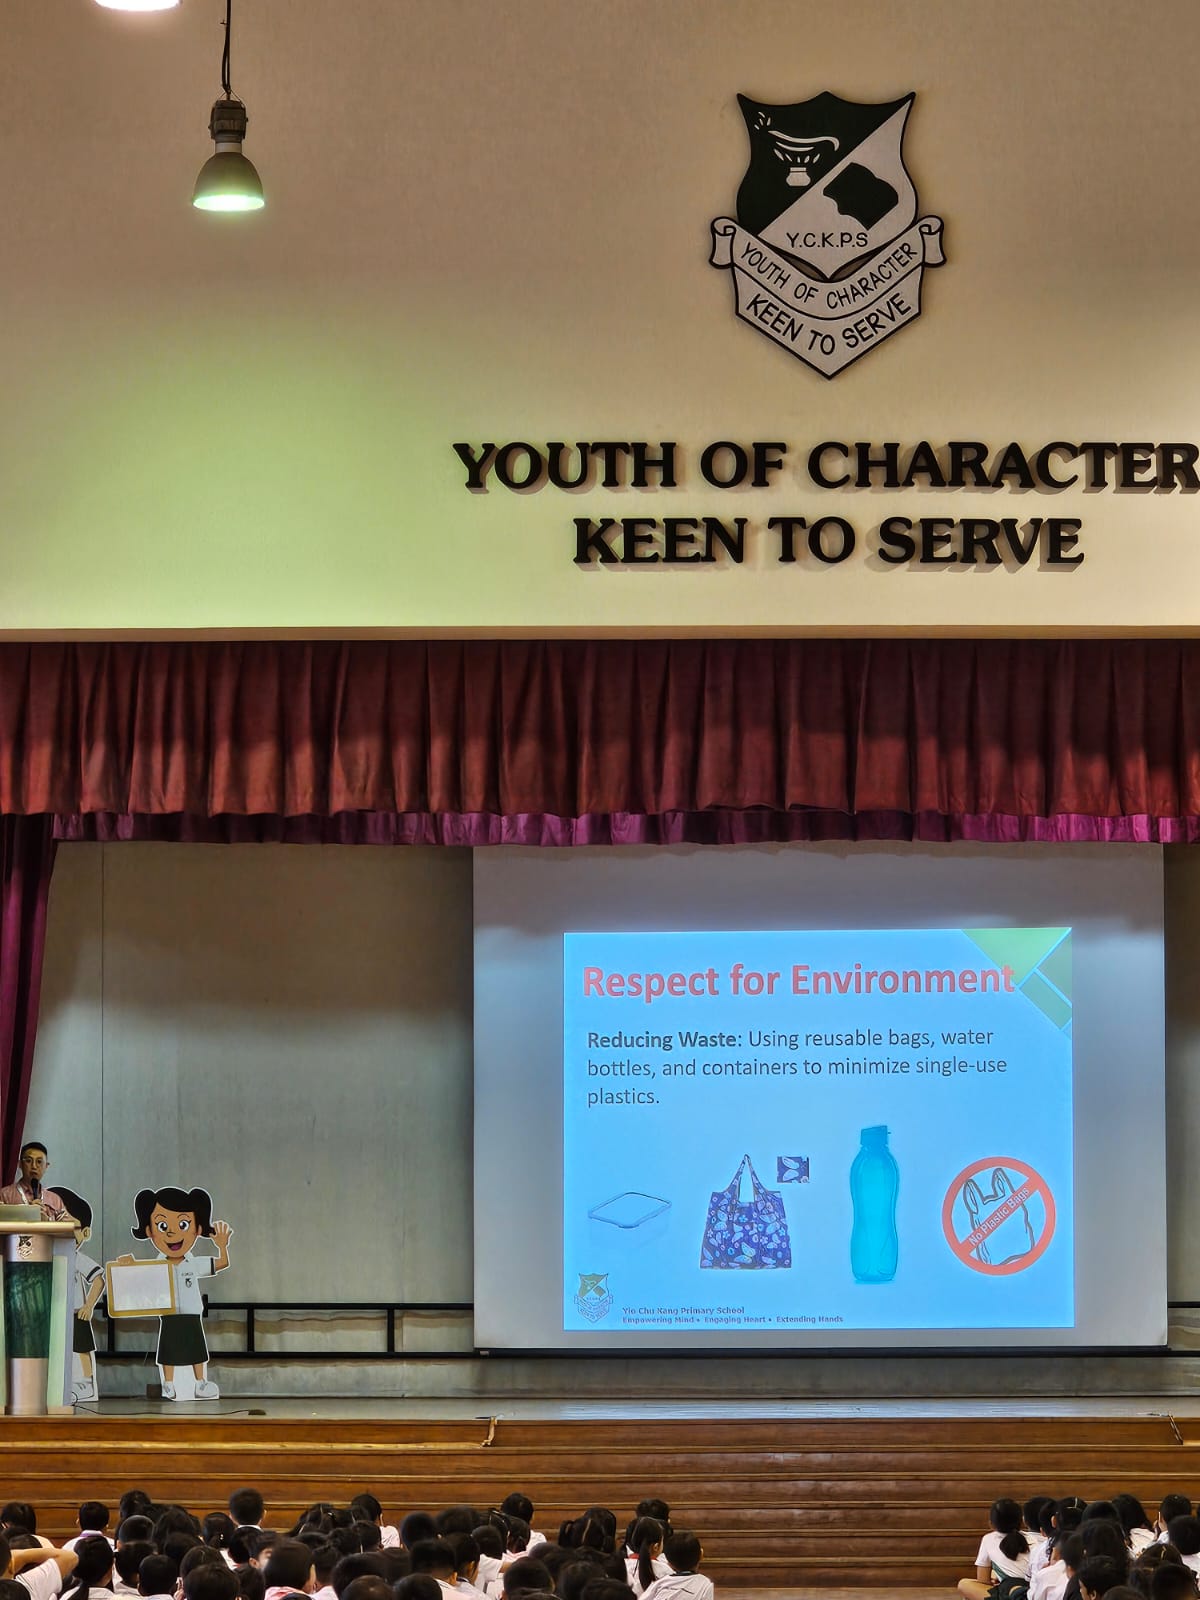 Y.C.K.P.S
YOUTH OF CHARACTER
KEEN TO SERVE
YOUTH OF CHARACTER
KEEN TO SERVE
Respect for Environment
Reducing Waste: Using reusable bags, water
bottles, and containers to minimize single-use
plastics.
No Plastic Bags
Yio Chu Kang Primary School
Empowering Mind • Engaging Heart • Extending Hands